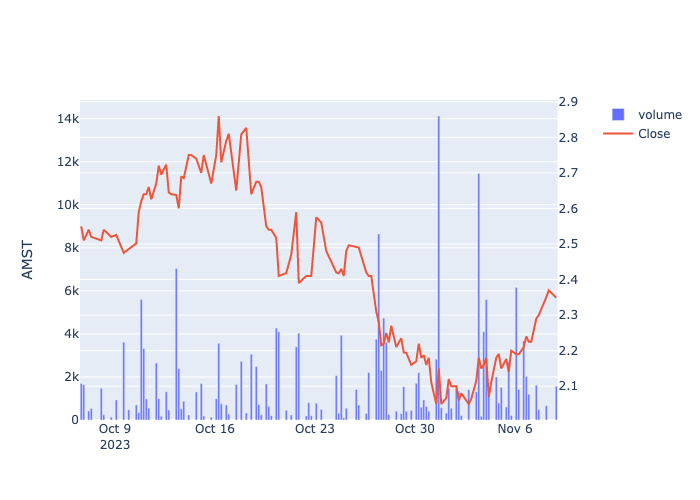 AMST
14k
12k
10k
8k
6k
4k
2k
0
2.9
2.8
2.7
2.6
2.5
2.4
2.3
2.2
2.1
Oct 9
2023
Oct 16
Oct 23
Oct 30
Nov 6
volume
Close